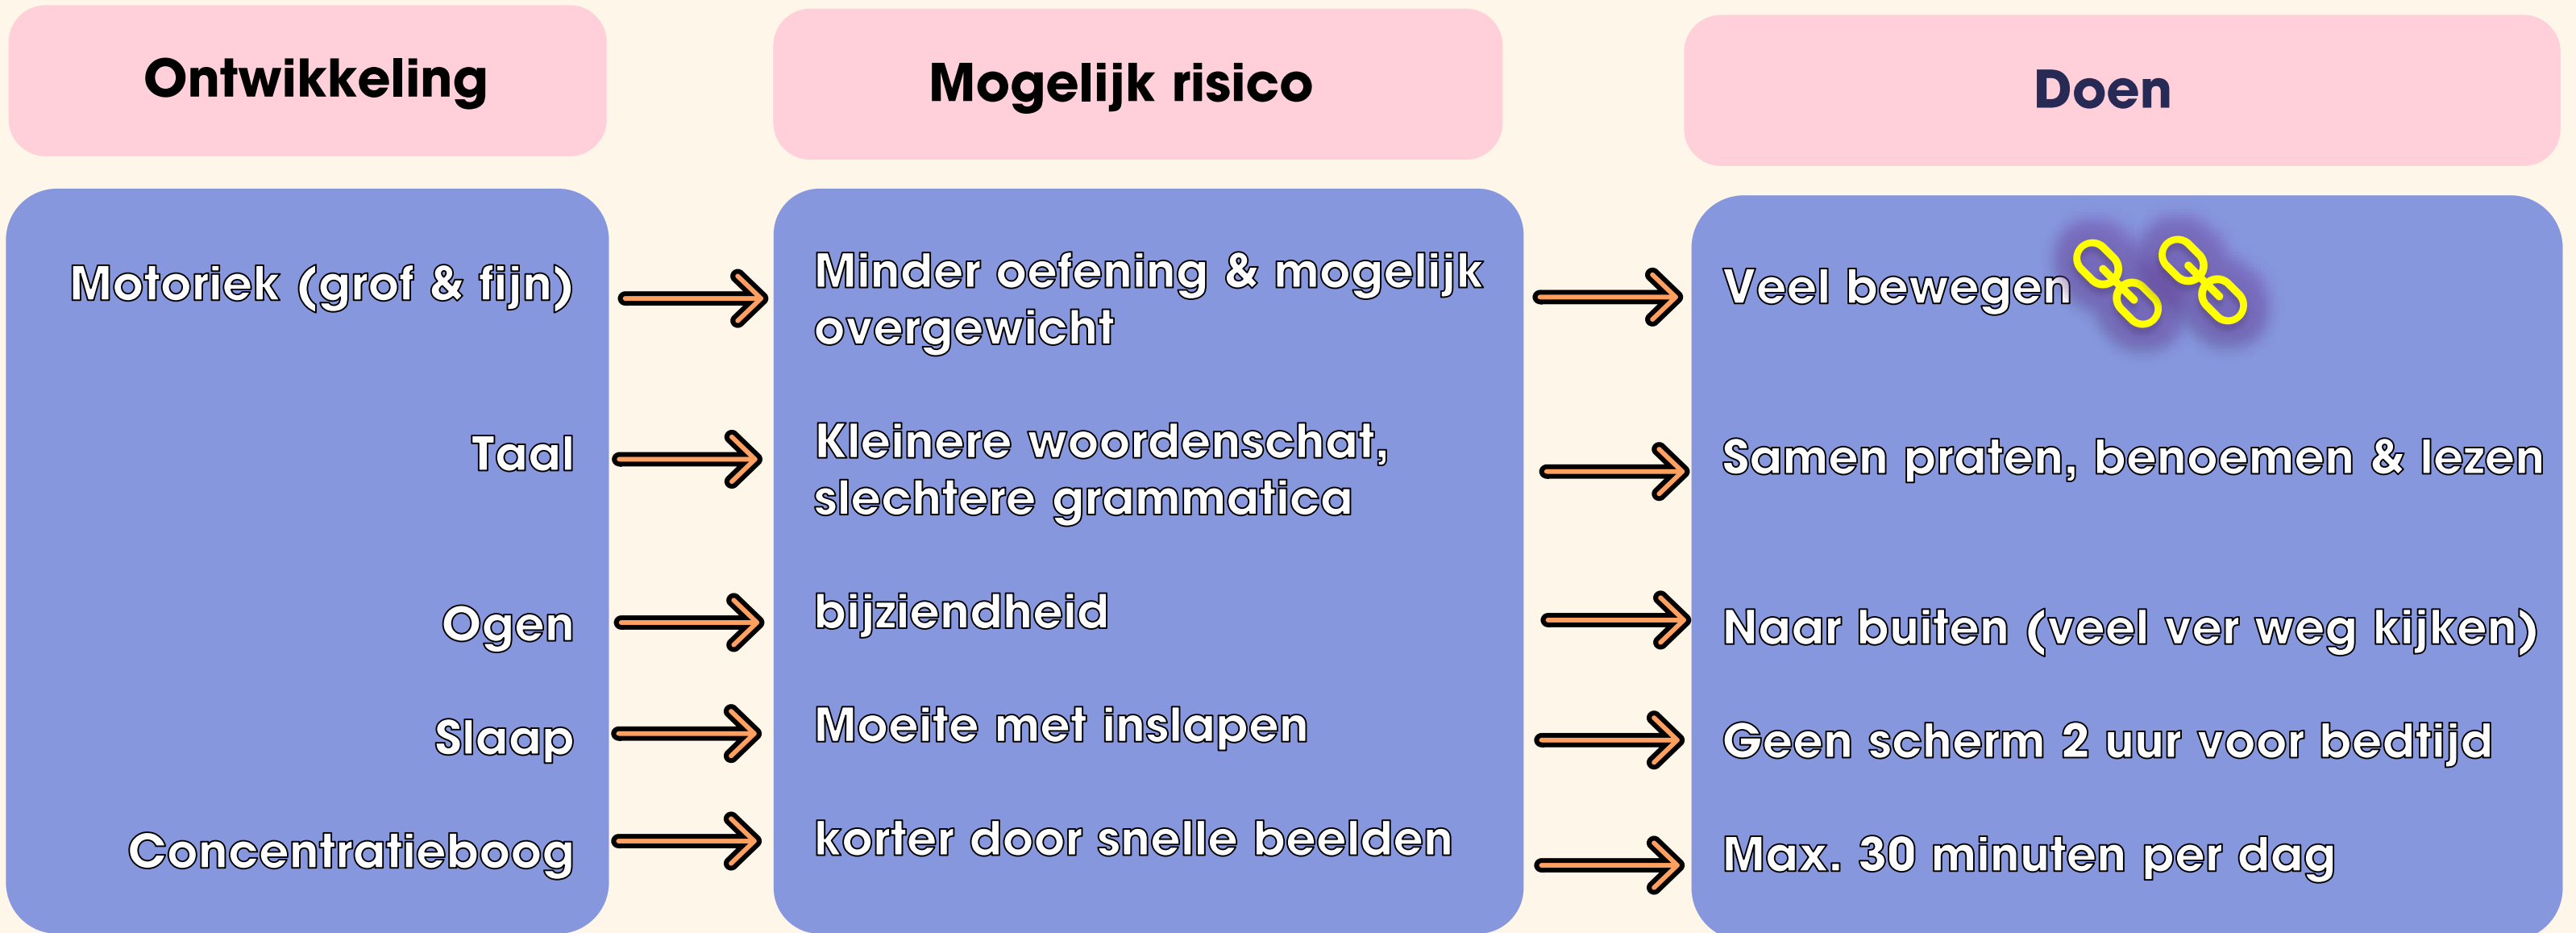 Ontwikkeling
Mogelijk risico
Doen
Motoriek (grof & fijn)
Minder oefening & mogelijk
overgewicht
Veel bewegen
Taal
Kleinere woordenschat,
slechtere grammatica
Samen praten, benoemen & lezen
Ogen
bijziendheid
Naar buiten (veel ver weg kijken)
Slaap
Moeite met inslapen
Geen scherm 2 uur voor bedtijd
Concentratieboog
korter door snelle beelden
Max. 30 minuten per dag